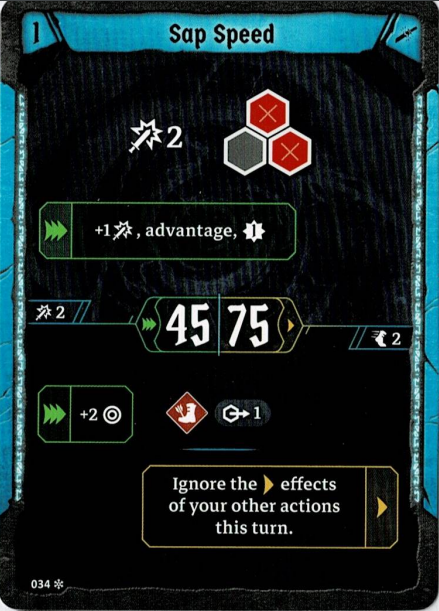 1
Sap Speed
2
+1 , advantage, 1
2
45 75
2
+2
1
Ignore the effects
of your other actions
this turn.
034